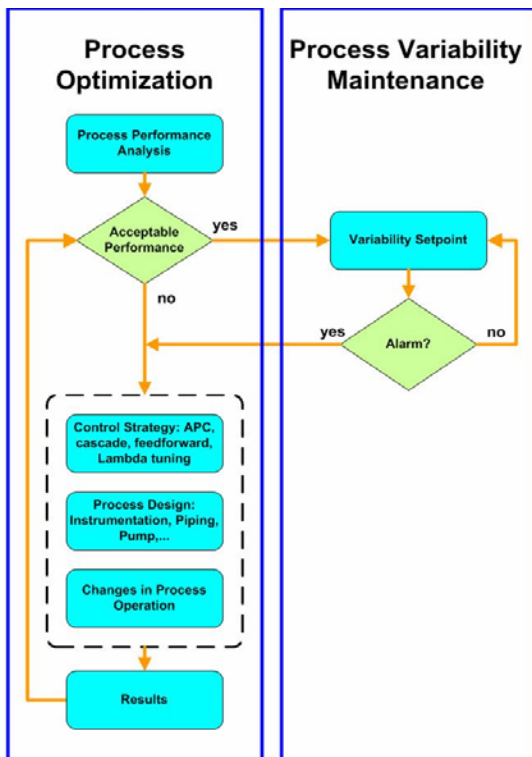 Process
Optimization
Process Performance
Analysis
Acceptable
Performance
yes
no
Control Strategy: APC,
cascade, feedforward,
Lambda tuning
Process Design:
Instrumentation, Piping,
Pump,...
Changes in Process
Operation
Results
Process Variability
Maintenance
Variability Setpoint
Alarm?
yes
no